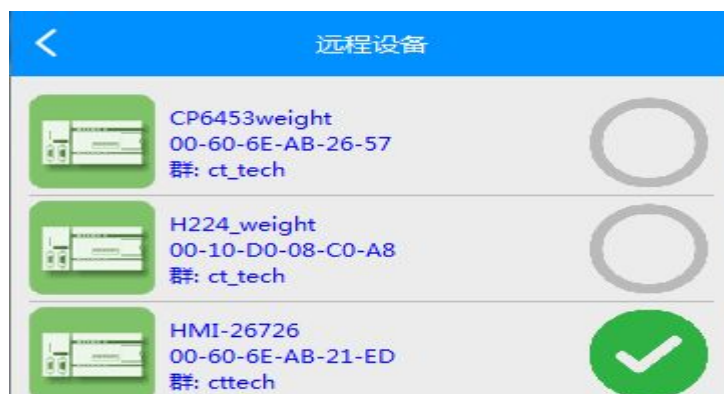 远程设备
CP6453weight
00-60-6E-AB-26-57
群: ct_tech
H224_weight
00-10-D0-08-C0-A8
群: ct_tech
HMI-26726
00-60-6E-AB-21-ED
群: cttech